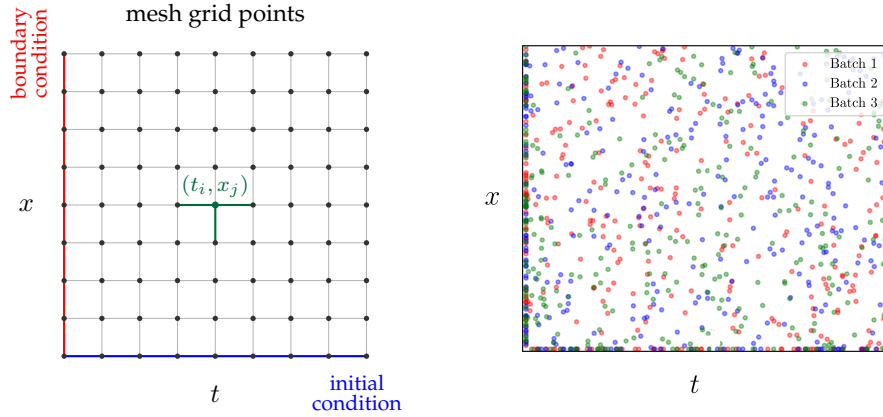 mesh grid points
boundary
condition
(t_i, x_j)
x
t
initial
condition
Batch 1
Batch 2
Batch 3
x
t